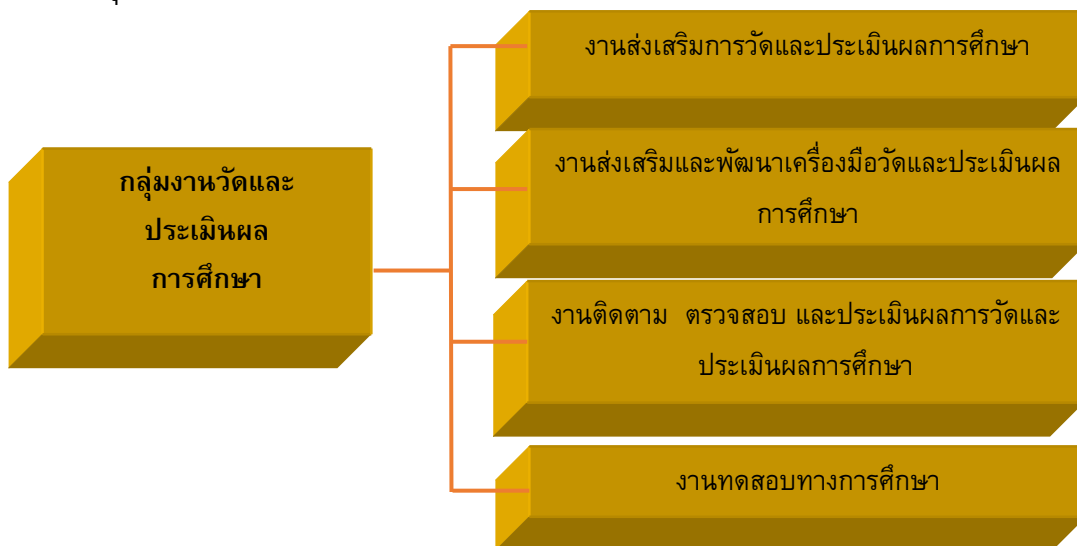 งานส่งเสริมการวัดและประเมินผลการศึกษา
งานส่งเสริมและพัฒนาเครื่องมือวัดและประเมินผล
การศึกษา
กลุ่มงานวัดและ
ประเมินผล
การศึกษา
งานติดตาม ตรวจสอบ และประเมินผลการวัดและ
ประเมินผลการศึกษา
งานทดสอบทางการศึกษา